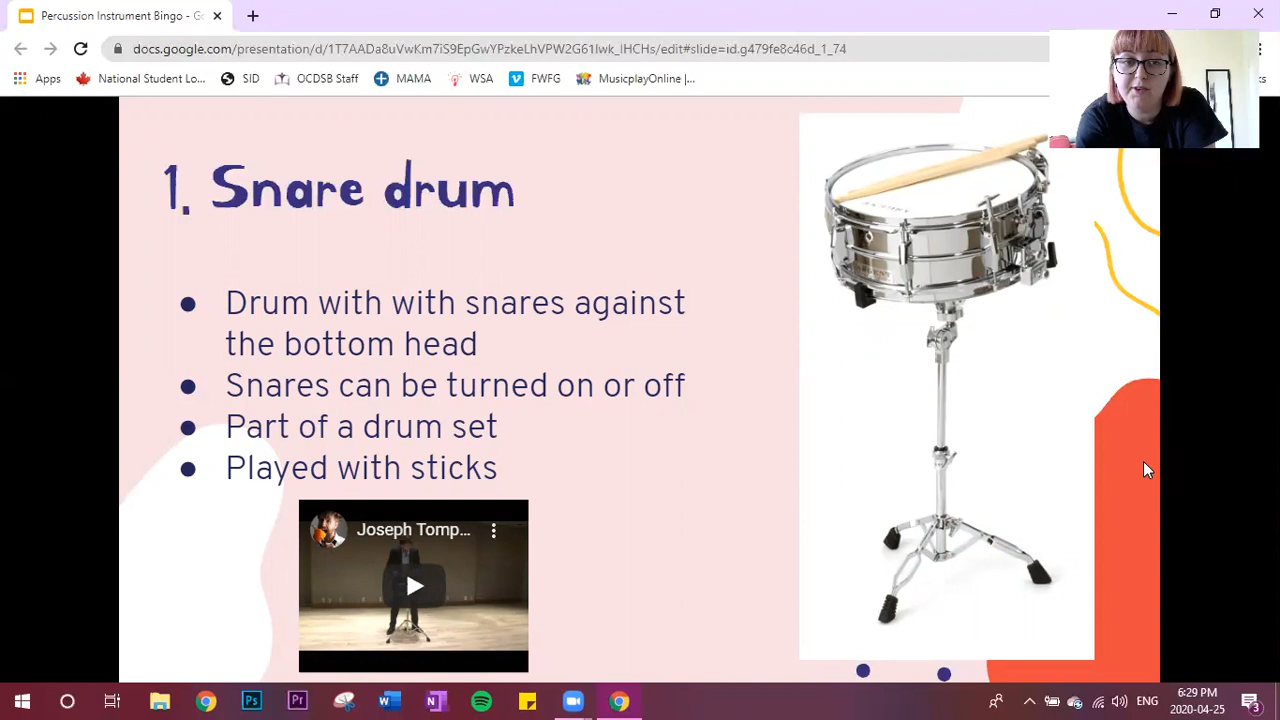 Percussion Instrument Bingo - Go
docs.google.com/presentation/d/1T7AADa8uVwKm7iS9EpGwYPzkeLhVPW2G61lwk_lHCHs/edit#slide=id.g479fe8c46d_1_74
Apps National Student Lo... SID OCDSB Staff MAMA WSA FWFG MusicplayOnline |...
1. Snare drum
● Drum with with snares against
the bottom head
● Snares can be turned on or off
● Part of a drum set
● Played with sticks
Joseph Tomp...
ENG
6:29 PM
2020-04-25
3